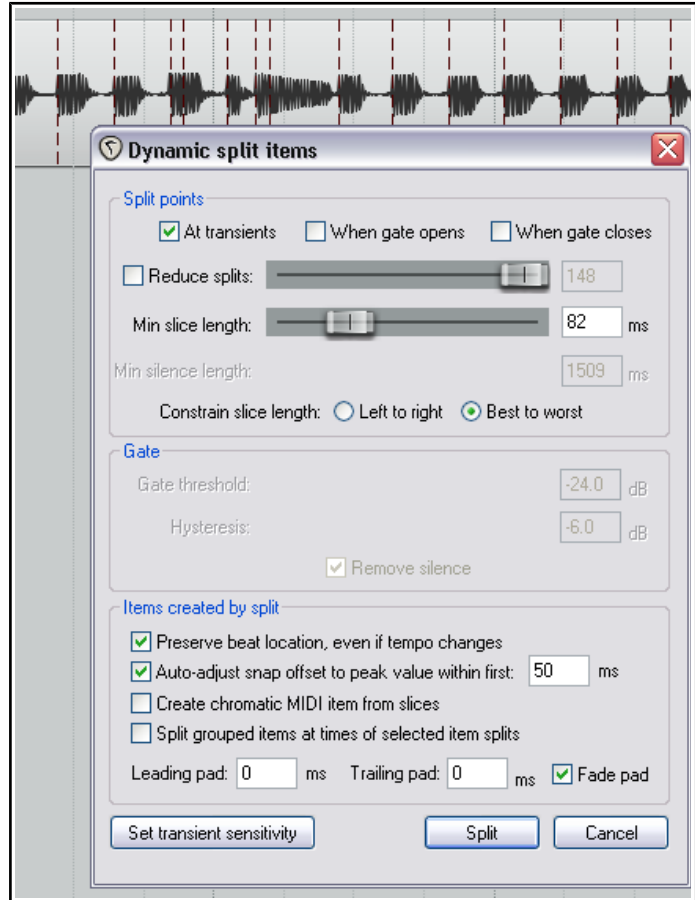 Dynamic split items
Split points
At transients When gate opens When gate closes
Reduce splits: 148
Min slice length: 82 ms
Min silence length: 1509 ms
Constrain slice length: Left to right Best to worst
Gate
Gate threshold: -24.0 dB
Hysteresis: -6.0 dB
Remove silence
Items created by split
Preserve beat location, even if tempo changes
Auto-adjust snap offset to peak value within first: 50 ms
Create chromatic MIDI item from slices
Split grouped items at times of selected item splits
Leading pad: 0 ms Trailing pad: 0 ms Fade pad
Set transient sensitivity Split Cancel